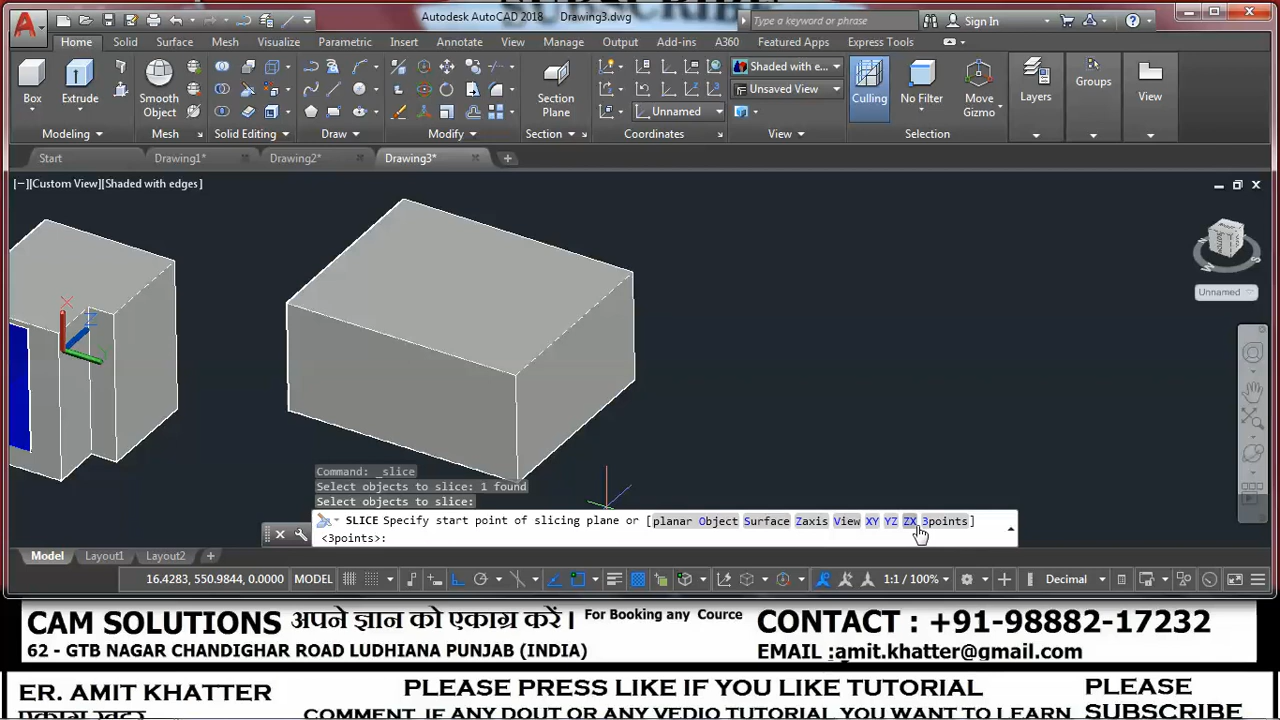 Autodesk AutoCAD 2018 Drawing3.dwg
Type a keyword or phrase
Sign In
Home Solid Surface Mesh Visualize Parametric Insert Annotate View Manage Output Add-ins A360 Featured Apps Express Tools
Box
Extrude
Smooth Object
Section Plane
Unnamed
Shaded with e...
Unsaved View
Culling
No Filter
Move Gizmo
Layers
Groups
View
Modeling Mesh Solid Editing Draw Modify Section Coordinates View Selection
Start Drawing1* Drawing2* Drawing3*
[−][Custom View][Shaded with edges]
X
Z
W
S
Unnamed
Command: _slice
Select objects to slice: 1 found
Select objects to slice:
SLICE Specify start point of slicing plane or [planar Object Surface Zaxis View XY YZ ZX 3points]
<3points>:
Model Layout1 Layout2
16.4283, 550.9844, 0.0000 MODEL
1:1 / 100%
Decimal
CAM SOLUTIONS अपने ज्ञान को एकाग्र करें । For Booking any Cource CONTACT : +91-98882-17232
62 - GTB NAGAR CHANDIGHAR ROAD LUDHIANA PUNJAB (INDIA) EMAIL :amit.khatter@gmail.com
ER. AMIT KHATTER PLEASE PRESS LIKE IF YOU LIKE TUTORIAL PLEASE
COMMENT IF ANY DOUT OR ANY VEDIO TUTORIAL YOU LEARN SUBSCRIBE